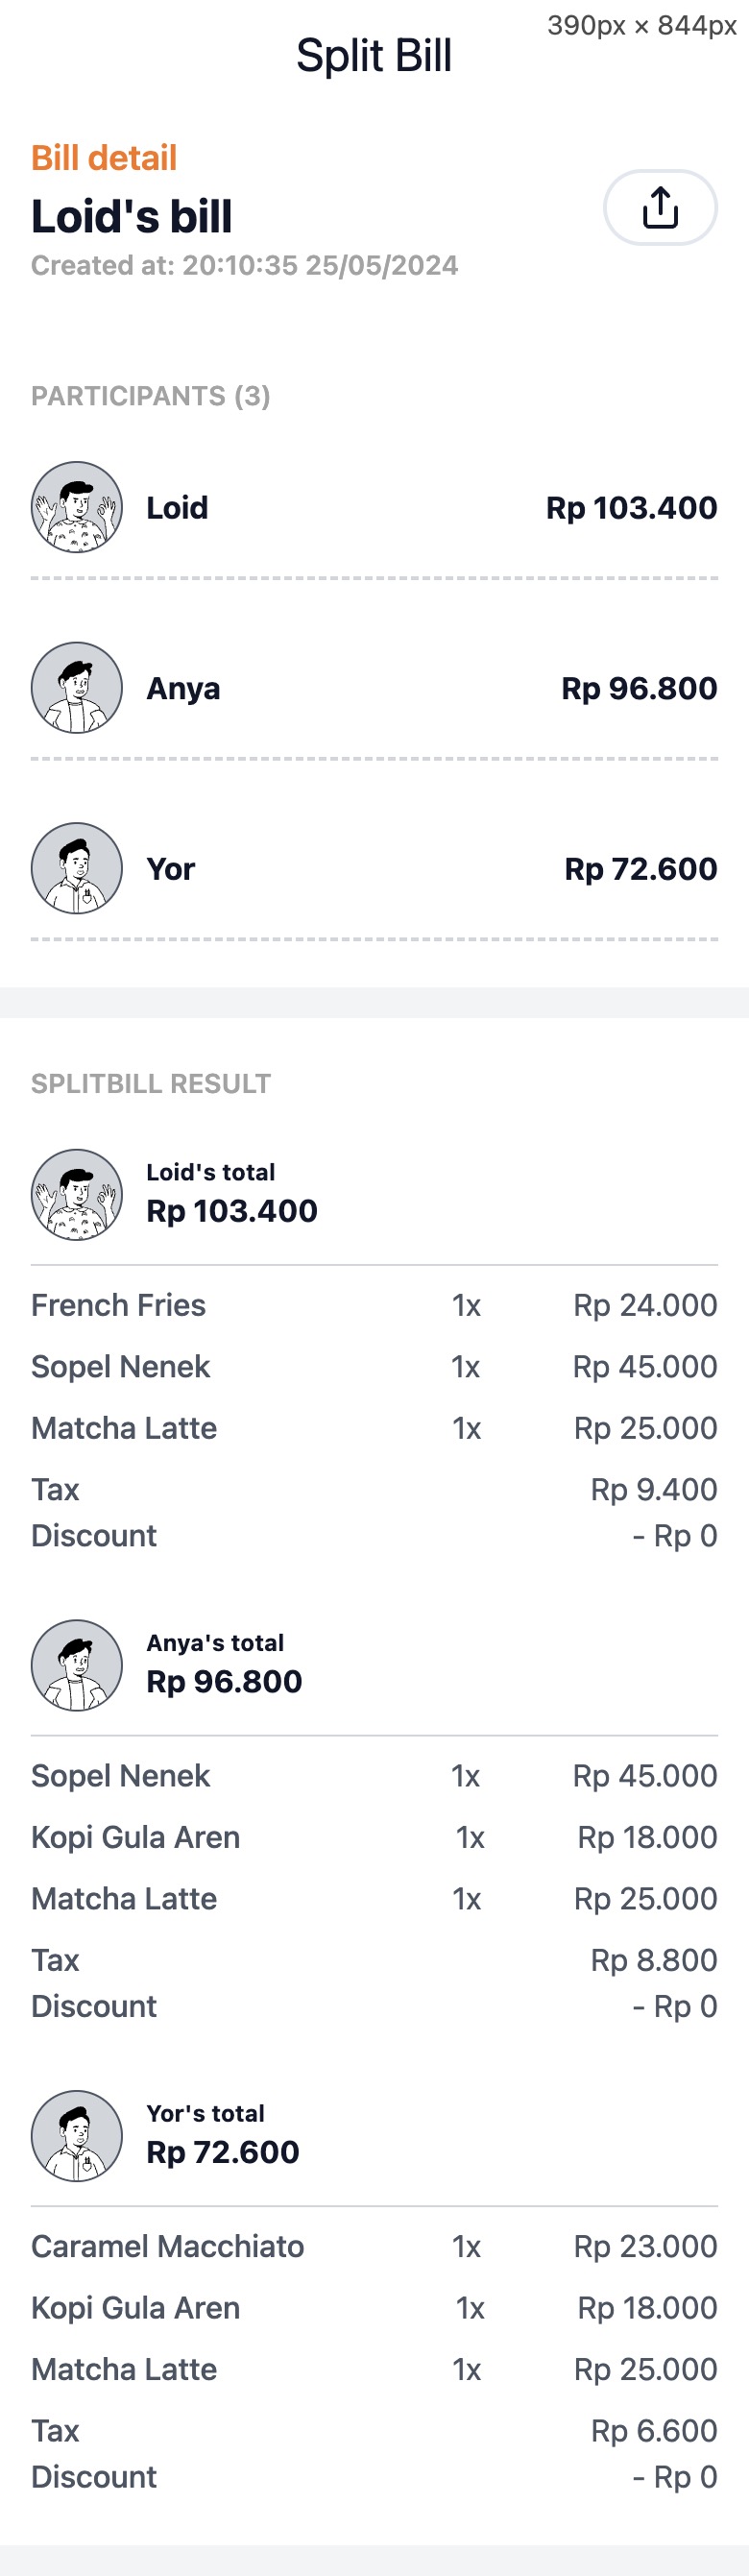 390px × 844px
Split Bill
Bill detail
Loid's bill
Created at: 20:10:35 25/05/2024
PARTICIPANTS (3)
Loid Rp 103.400
Anya Rp 96.800
Yor Rp 72.600
SPLITBILL RESULT
Loid's total
Rp 103.400
French Fries 1x Rp 24.000
Sopel Nenek 1x Rp 45.000
Matcha Latte 1x Rp 25.000
Tax Rp 9.400
Discount - Rp 0
Anya's total
Rp 96.800
Sopel Nenek 1x Rp 45.000
Kopi Gula Aren 1x Rp 18.000
Matcha Latte 1x Rp 25.000
Tax Rp 8.800
Discount - Rp 0
Yor's total
Rp 72.600
Caramel Macchiato 1x Rp 23.000
Kopi Gula Aren 1x Rp 18.000
Matcha Latte 1x Rp 25.000
Tax Rp 6.600
Discount - Rp 0